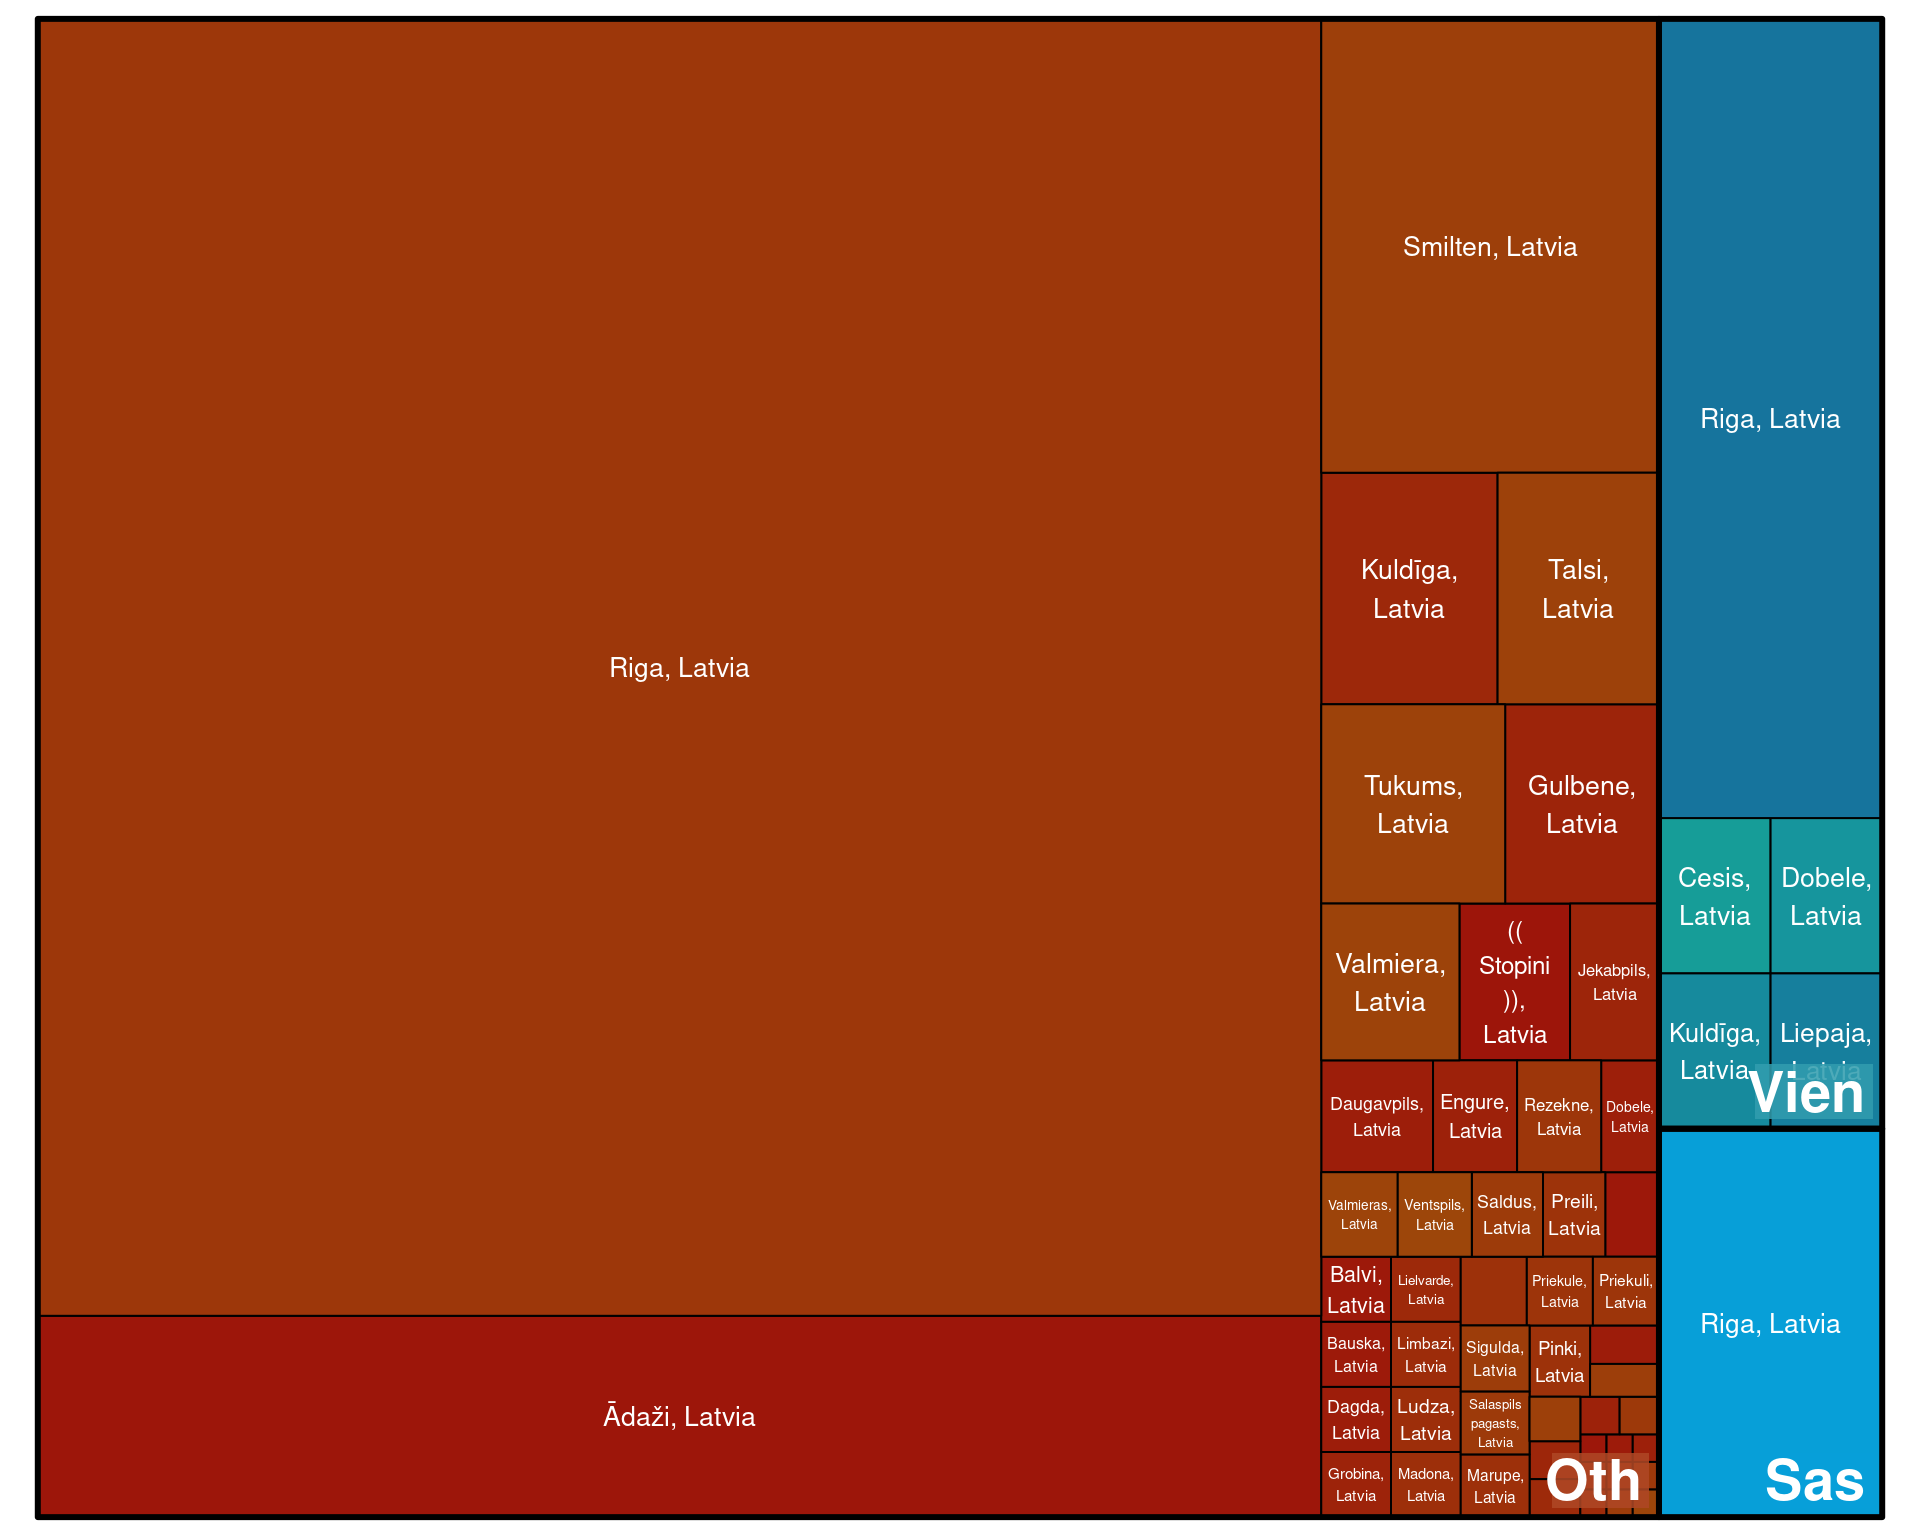 Riga, Latvia
Ādaži, Latvia
Smilten, Latvia
Kuldīga,
Latvia
Talsi,
Latvia
Tukums,
Latvia
Gulbene,
Latvia
Valmiera,
Latvia
((
Stopini
)),
Latvia
Jekabpils,
Latvia
Daugavpils,
Latvia
Engure,
Latvia
Rezekne,
Latvia
Dobele,
Latvia
Valmieras,
Latvia
Ventspils,
Latvia
Saldus,
Latvia
Preili,
Latvia
Balvi,
Latvia
Lielvarde,
Latvia
Priekule,
Latvia
Priekuli,
Latvia
Bauska,
Latvia
Limbazi,
Latvia
Sigulda,
Latvia
Pinki,
Latvia
Dagda,
Latvia
Ludza,
Latvia
Salaspils
pagasts,
Latvia
Grobina,
Latvia
Madona,
Latvia
Marupe,
Latvia
Oth
Riga, Latvia
Cesis,
Latvia
Dobele,
Latvia
Kuldīga,
Latvia
Liepaja,
Latvia
Vien
Riga, Latvia
Sas